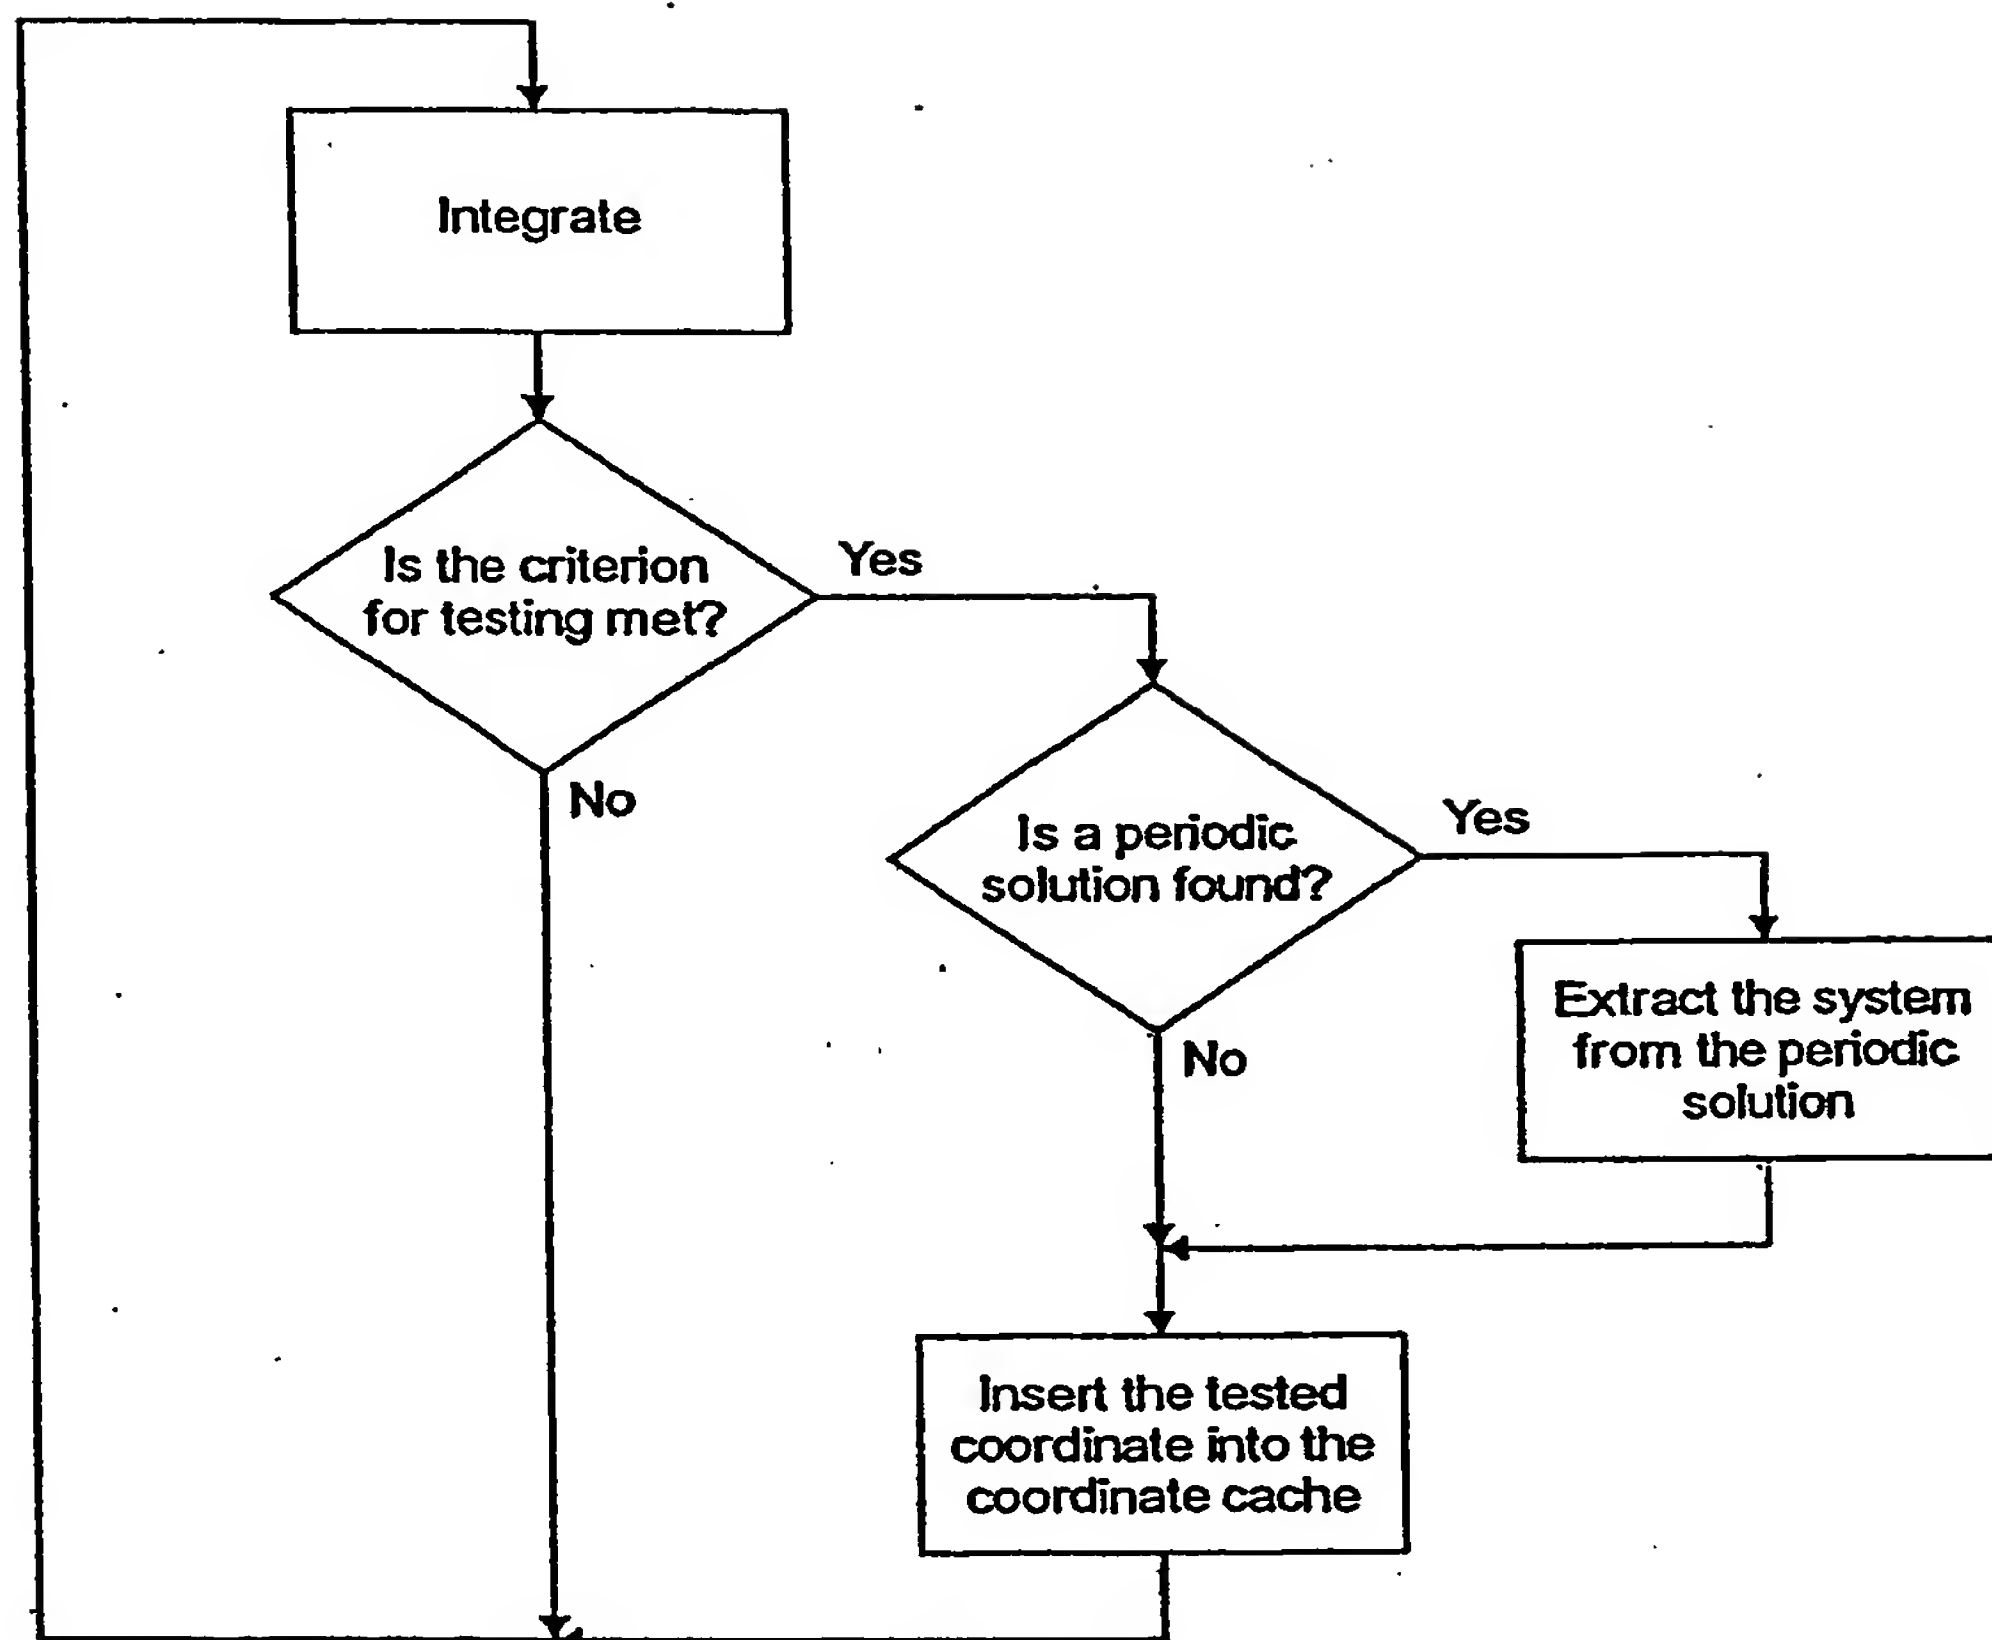 Integrate
Is the criterion
for testing met?
Yes
No
Is a periodic
solution found?
Yes
No
Extract the system
from the periodic
solution
Insert the tested
coordinate into the
coordinate cache